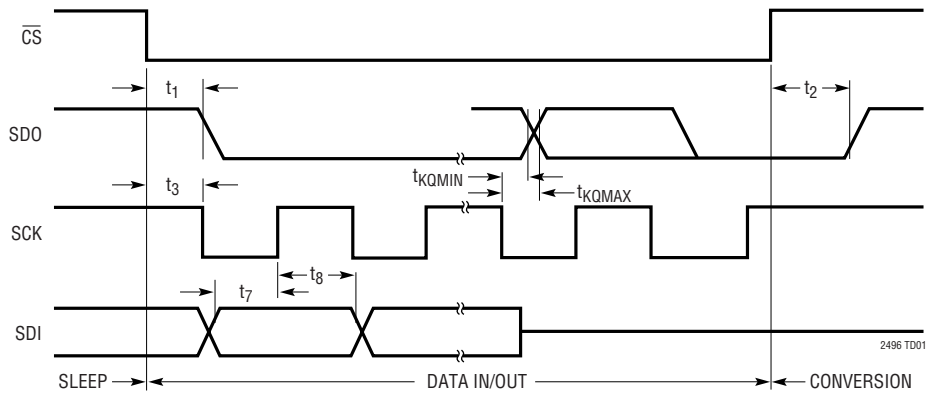 CS
t1
t2
SDO
tKQMIN
t3
tKQMAX
SCK
t8
t7
SDI
2496 TD01
SLEEP DATA IN/OUT CONVERSION